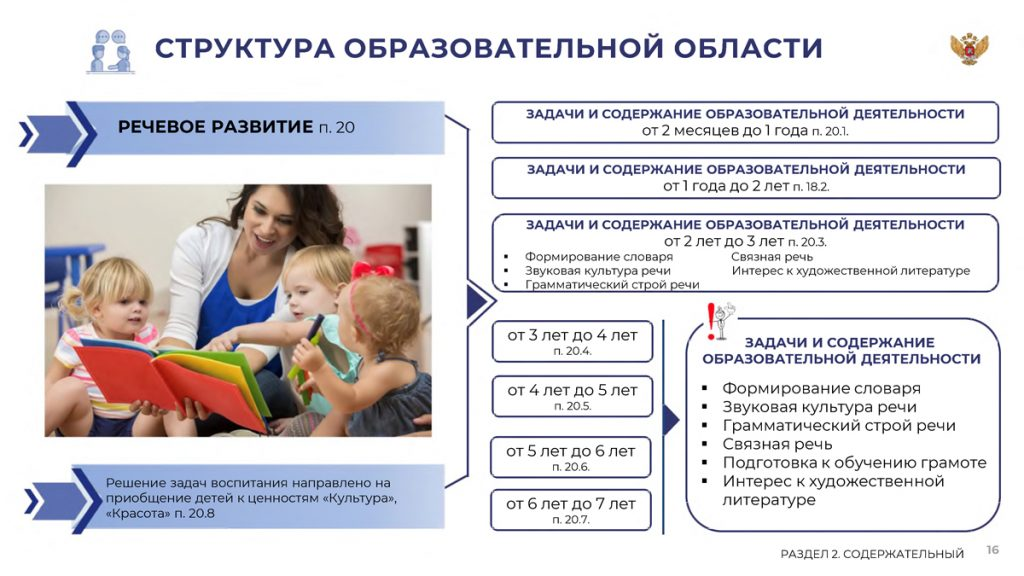 СТРУКТУРА ОБРАЗОВАТЕЛЬНОЙ ОБЛАСТИ
РЕЧЕВОЕ РАЗВИТИЕ п. 20
Решение задач воспитания направлено на
приобщение детей к ценностям «Культура»,
«Красота» п. 20.8
ЗАДАЧИ И СОДЕРЖАНИЕ ОБРАЗОВАТЕЛЬНОЙ ДЕЯТЕЛЬНОСТИ
от 2 месяцев до 1 года п. 20.1.
ЗАДАЧИ И СОДЕРЖАНИЕ ОБРАЗОВАТЕЛЬНОЙ ДЕЯТЕЛЬНОСТИ
от 1 года до 2 лет п. 18.2.
ЗАДАЧИ И СОДЕРЖАНИЕ ОБРАЗОВАТЕЛЬНОЙ ДЕЯТЕЛЬНОСТИ
от 2 лет до 3 лет п. 20.3.
▪ Формирование словаря Связная речь
▪ Звуковая культура речи Интерес к художественной литературе
▪ Грамматический строй речи
от 3 лет до 4 лет
п. 20.4.
от 4 лет до 5 лет
п. 20.5.
от 5 лет до 6 лет
п. 20.6.
от 6 лет до 7 лет
п. 20.7.
ЗАДАЧИ И СОДЕРЖАНИЕ
ОБРАЗОВАТЕЛЬНОЙ ДЕЯТЕЛЬНОСТИ
▪ Формирование словаря
▪ Звуковая культура речи
▪ Грамматический строй речи
▪ Связная речь
▪ Подготовка к обучению грамоте
▪ Интерес к художественной
литературе
РАЗДЕЛ 2. СОДЕРЖАТЕЛЬНЫЙ 16